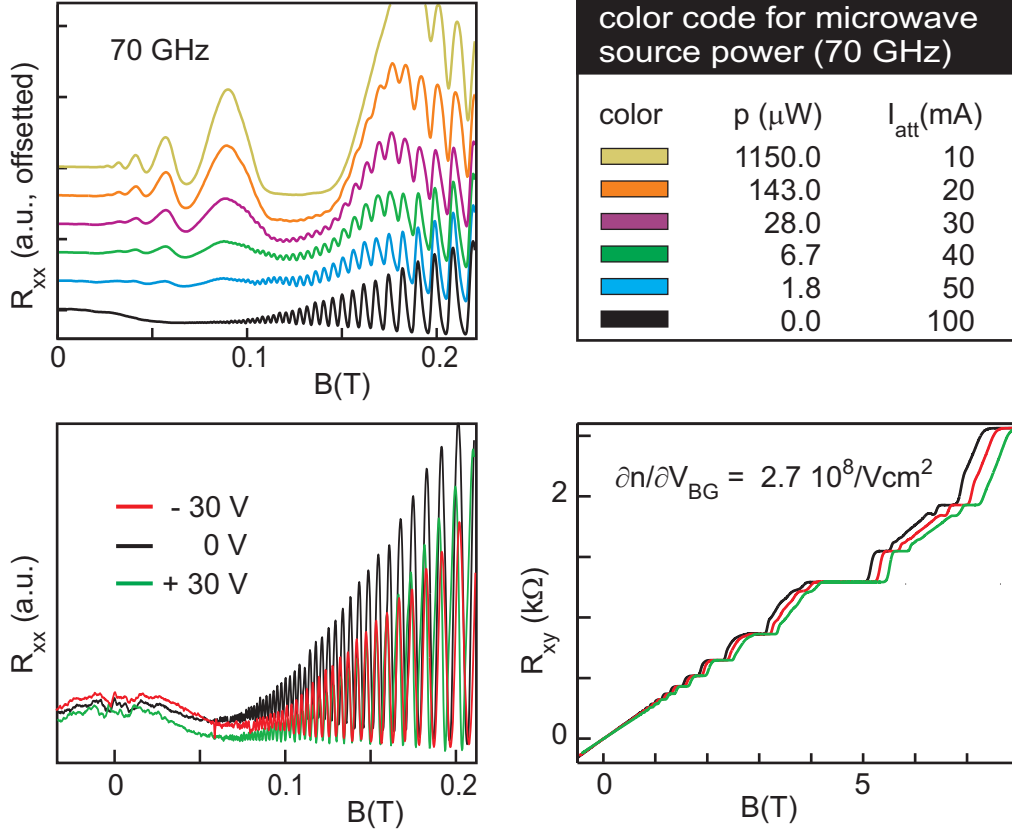 70 GHz
R_xx (a.u., offsetted)
0
0.1
0.2
B(T)
color code for microwave
source power (70 GHz)
color p (μW) I_att(mA)
1150.0 10
143.0 20
28.0 30
6.7 40
1.8 50
0.0 100
- 30 V
0 V
+ 30 V
R_xx (a.u.)
0
0.1
0.2
B(T)
∂n/∂V_BG = 2.7 10^8/Vcm^2
R_xy (kΩ)
2
0
0
5
B(T)